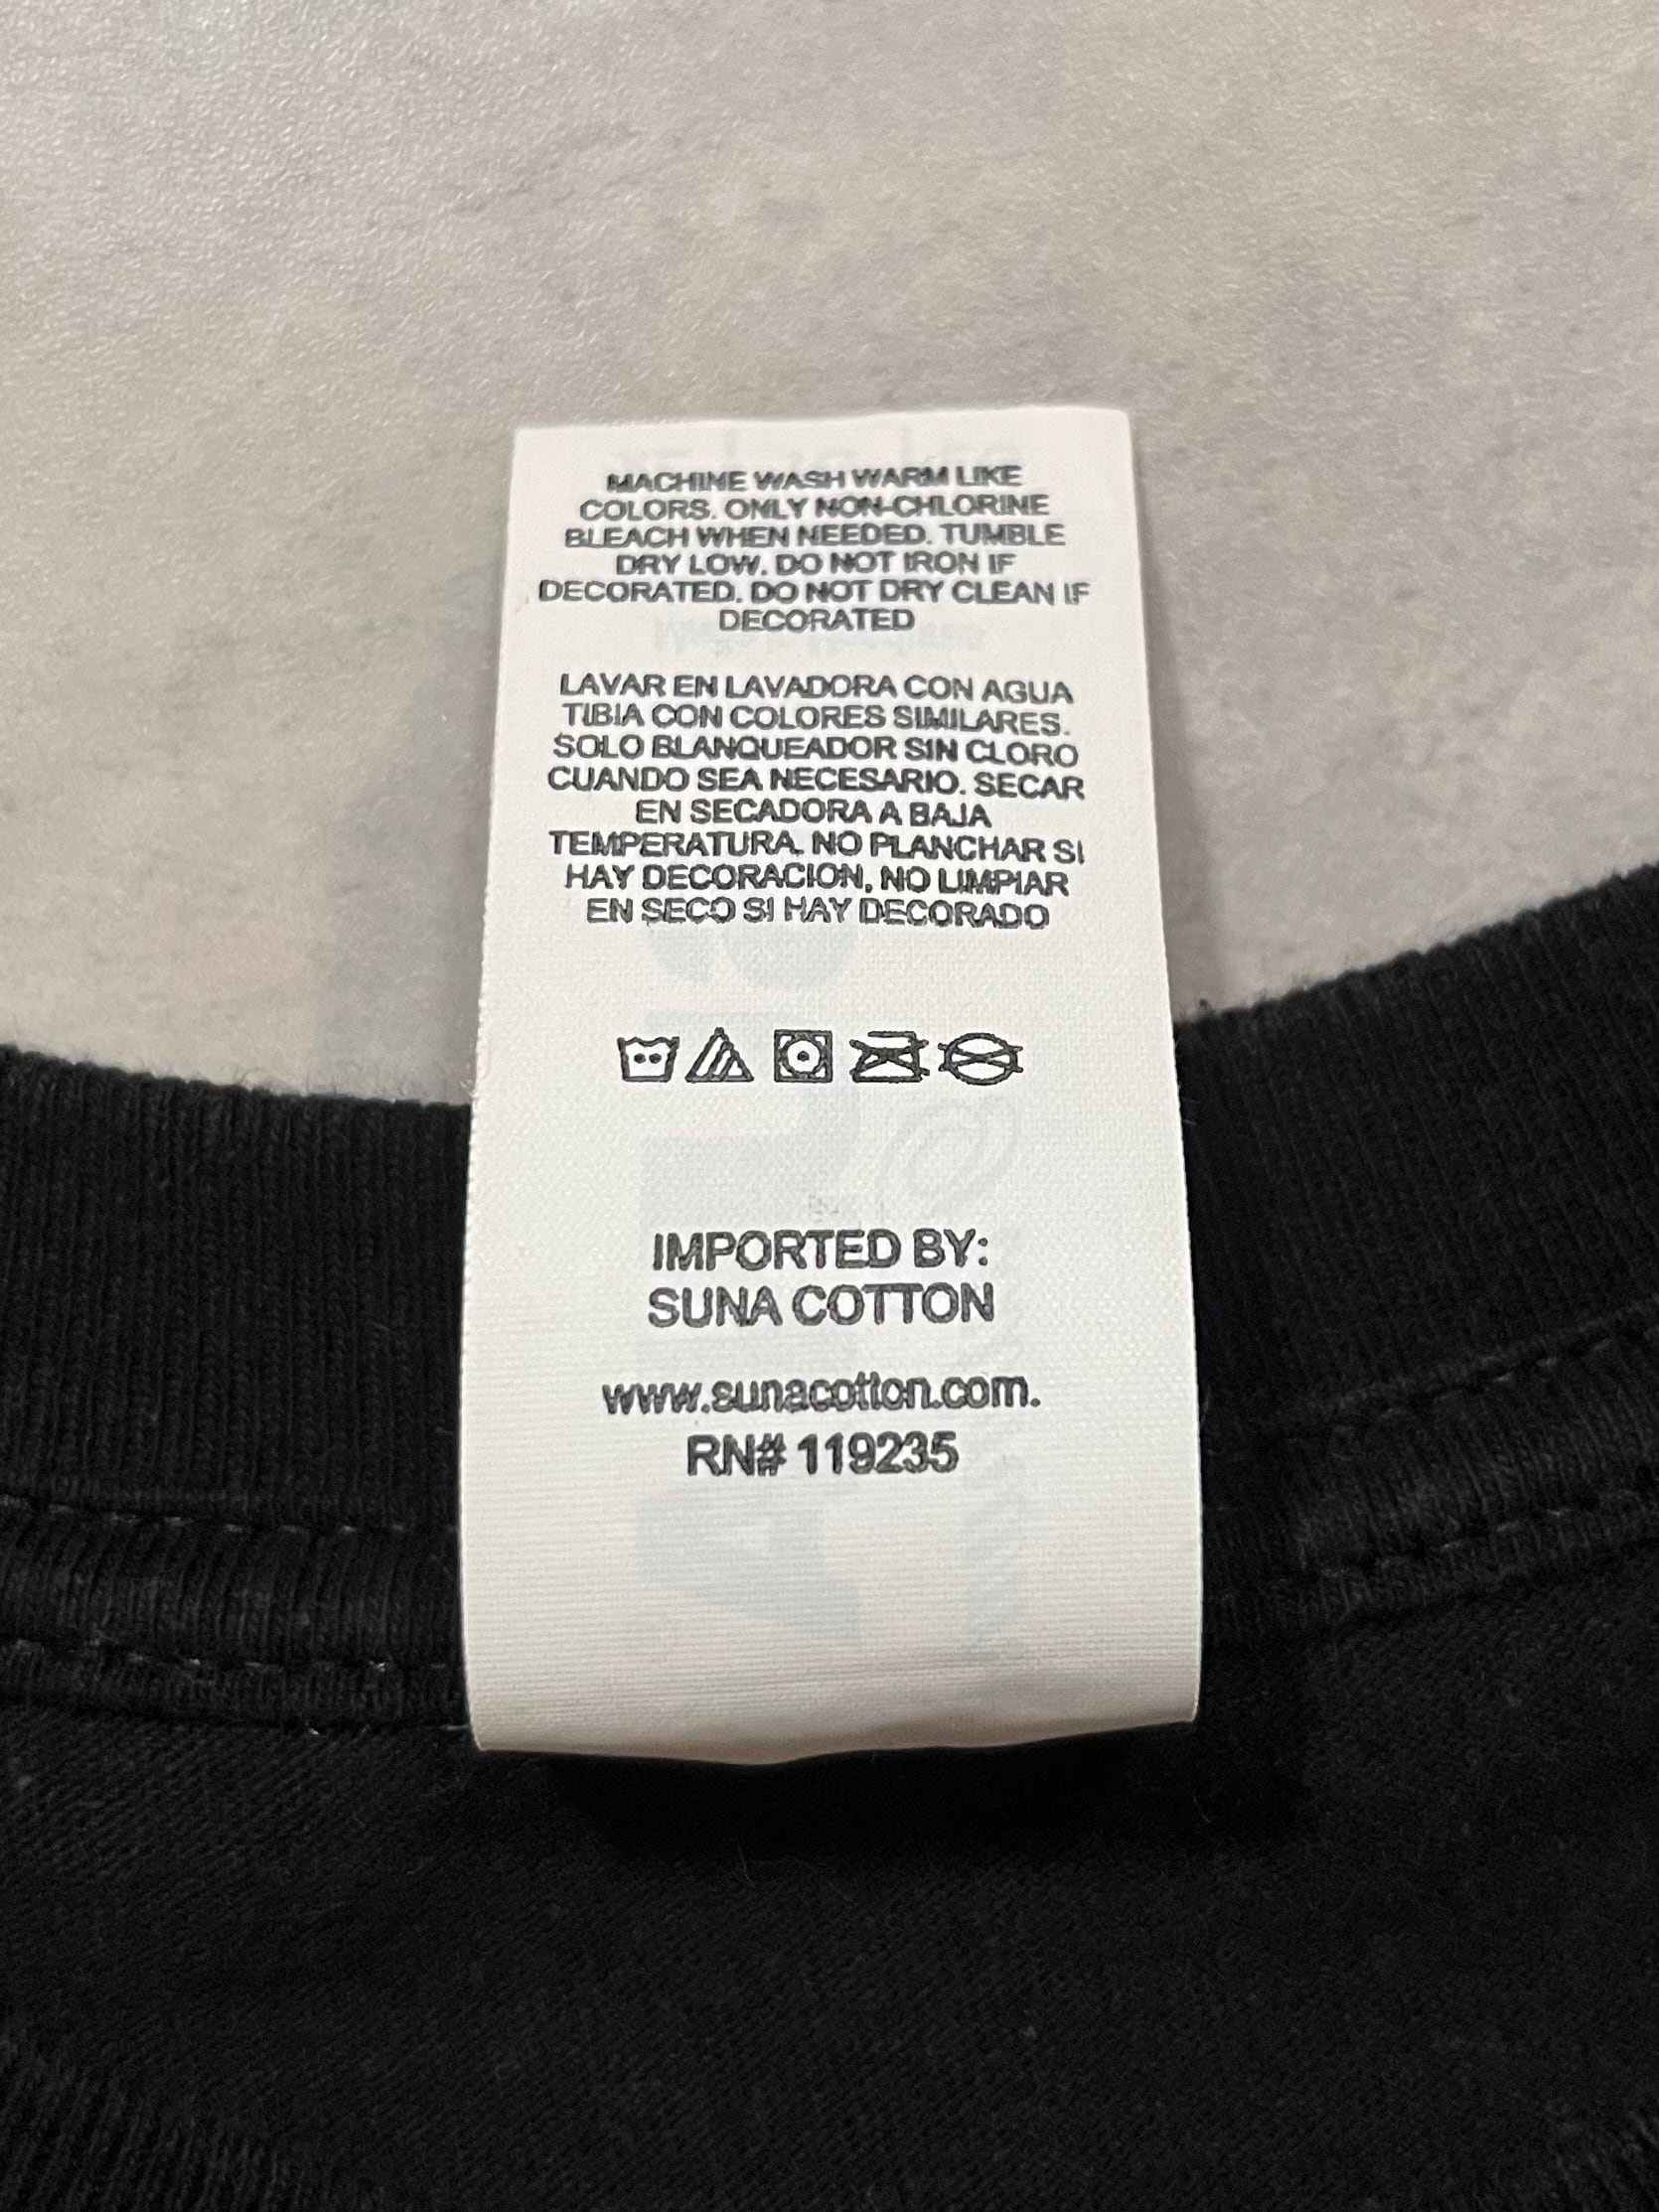 MACHINE WASH WARM LIKE
COLORS. ONLY NON-CHLORINE
BLEACH WHEN NEEDED. TUMBLE
DRY LOW. DO NOT IRON IF
DECORATED. DO NOT DRY CLEAN IF
DECORATED
LAVAR EN LAVADORA CON AGUA
TIBIA CON COLORES SIMILARES.
SOLO BLANQUEADOR SIN CLORO
CUANDO SEA NECESARIO. SECAR
EN SECADORA A BAJA
TEMPERATURA. NO PLANCHAR SI
HAY DECORACION, NO LIMPIAR
EN SECO SI HAY DECORADO
IMPORTED BY:
SUNA COTTON
www.sunacotton.com.
RN# 119235